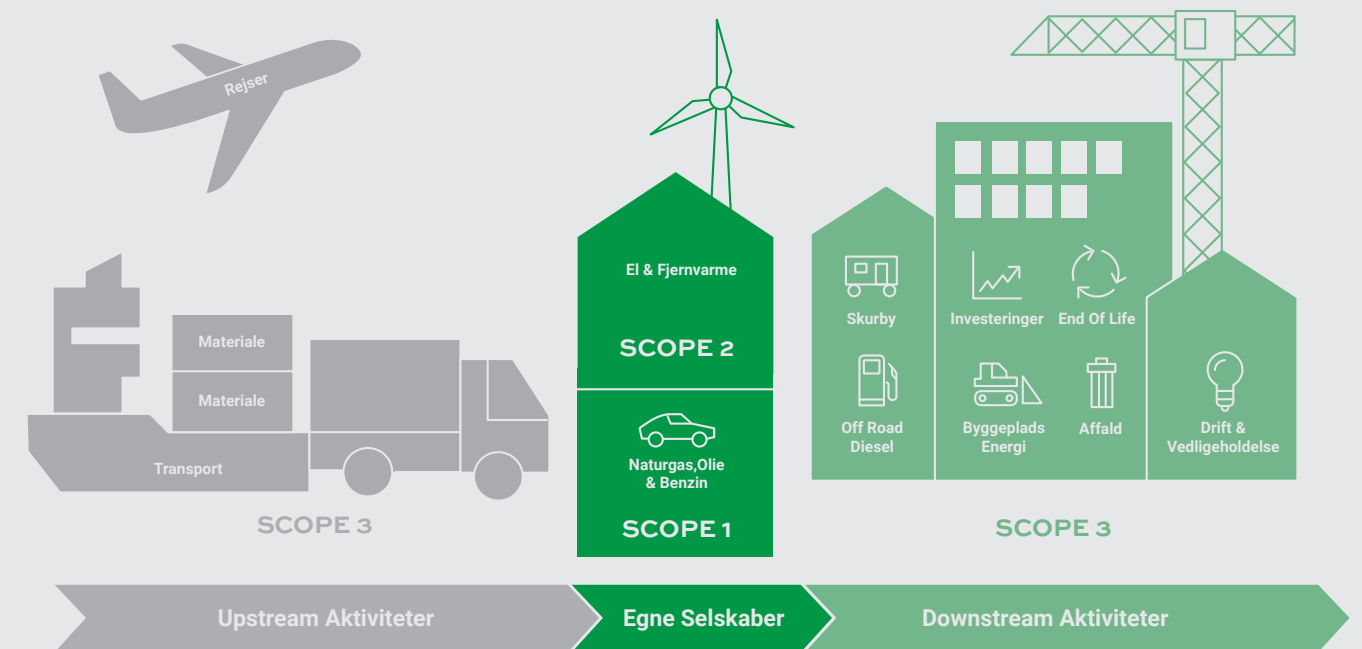 Rejser
Materiale
Materiale
Transport
SCOPE 3
El & Fjernvarme
SCOPE 2
Naturgas,Olie
& Benzin
SCOPE 1
Skurby
Investeringer
End Of Life
Off Road
Diesel
Byggeplads
Energi
Affald
Drift &
Vedligeholdelse
SCOPE 3
Upstream Aktiviteter
Egne Selskaber
Downstream Aktiviteter